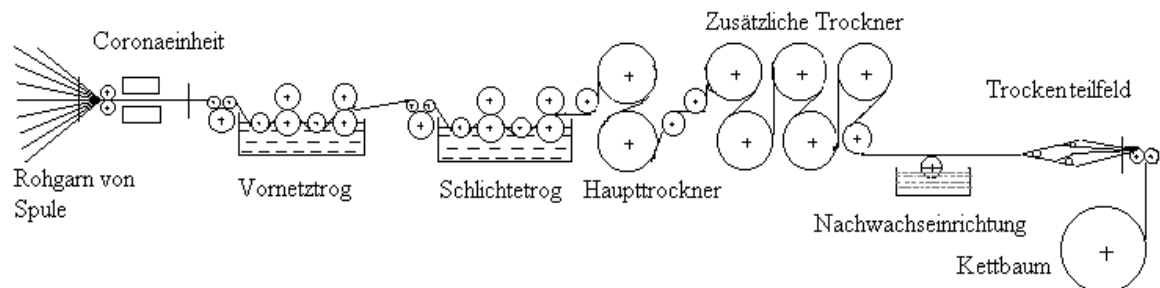 Zusätzliche Trockner
Coronaeinheit
Trockenteilfeld
Rohgarn von
Spule
Vornetztrog
Schlichtetrog
Haupttrockner
Nachwachseinrichtung
Kettbaum